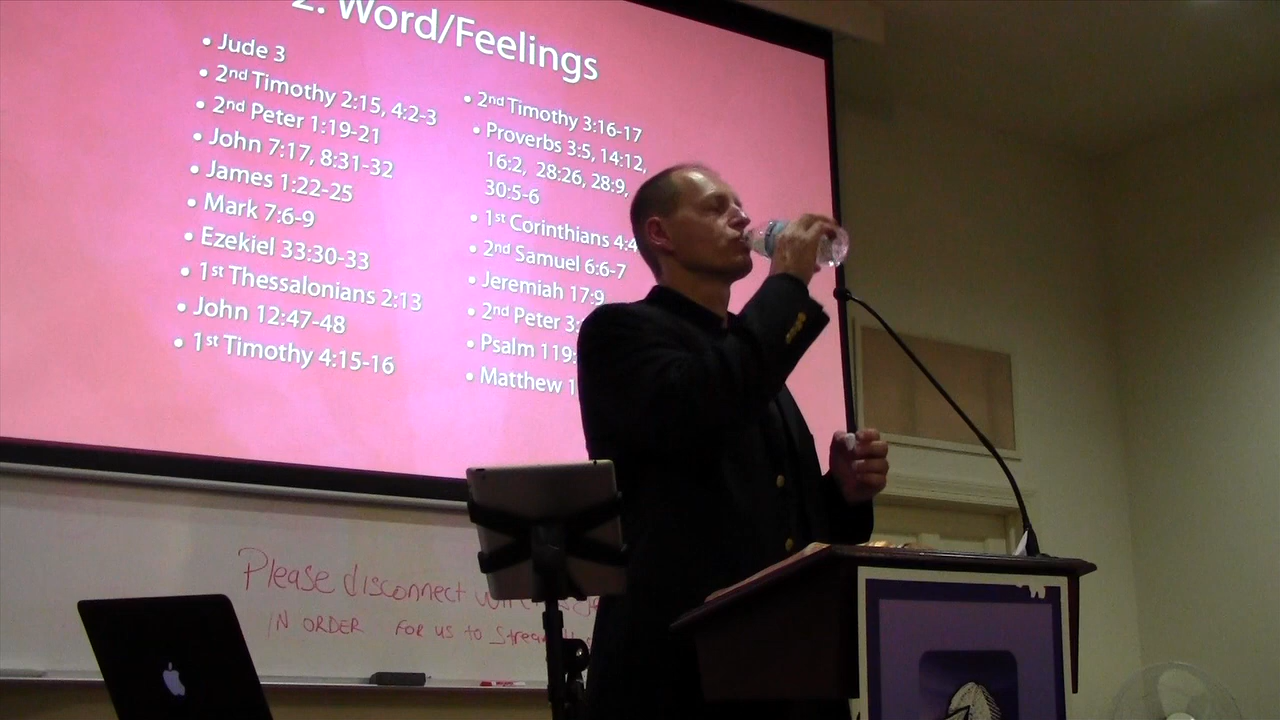 2. Word/Feelings
• Jude 3
• 2nd Timothy 2:15, 4:2-3
• 2nd Peter 1:19-21
• John 7:17, 8:31-32
• James 1:22-25
• Mark 7:6-9
• Ezekiel 33:30-33
• 1st Thessalonians 2:13
• John 12:47-48
• 1st Timothy 4:15-16
• 2nd Timothy 3:16-17
• Proverbs 3:5, 14:12,
16:2, 28:26, 28:9,
30:5-6
• 1st Corinthians 4:4
• 2nd Samuel 6:6-7
• Jeremiah 17:9
• 2nd Peter 3:
• Psalm 119:
• Matthew 1
Please disconnect
IN ORDER FOR US TO Stream